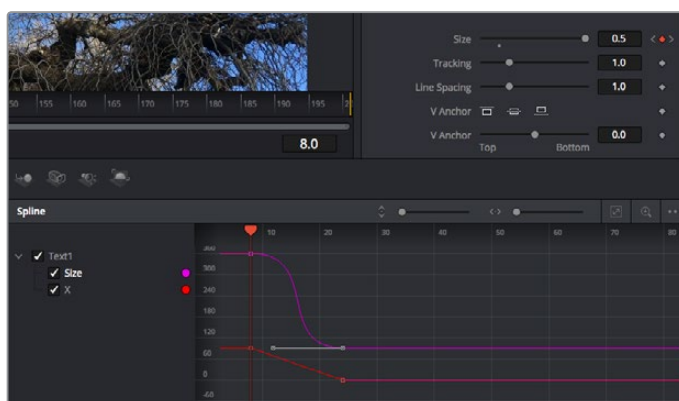 Size 0.5
Tracking 1.0
Line Spacing 1.0
V Anchor
V Anchor 0.0
Top Bottom
50 155 160 165 170 175 180 185 190 195
8.0
Spline
10 20 30 40 50 60 70 80
Text1
Size
X
360
300
240
180
120
60
0
-60